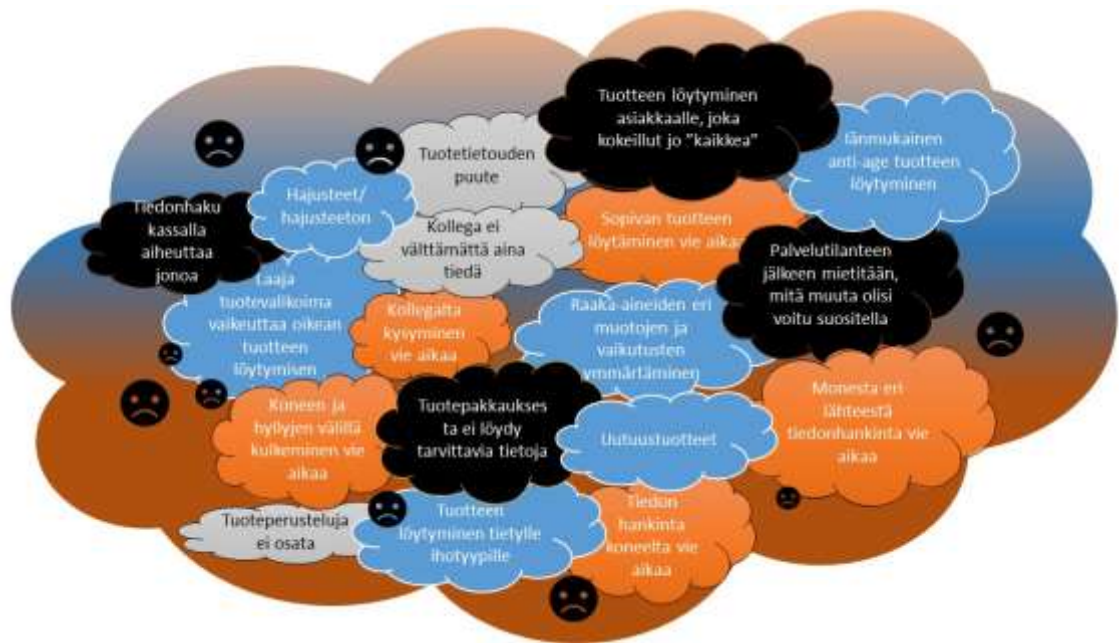 Tuotteen löytyminen
asiakkaalle, joka
kokeillut jo "kaikkea"
Iänmukainen
anti-age tuotteen
löytyminen
Tuotetietouden
puute
Hajusteet/
hajusteeton
Tiedonhaku
kassalla
aiheuttaa
jonoa
Kollega ei
välttämättä aina
tiedä
Sopivan tuotteen
löytäminen vie aikaa
Palvelutilanteen
jälkeen mietitään,
mitä muuta olisi
voitu suositella
Laaja
tuotevalikoima
vaikeuttaa oikean
tuotteen
löytymisen
Kollegalta
kysyminen
vie aikaa
Raaka-aineiden eri
muotojen ja
vaikutusten
ymmärtäminen
Koneen ja
hyllyjen väliltä
kulkeminen vie
aikaa
Tuotepakkaukses
ta ei löydy
tarvittavia tietoja
Uutuustuotteet
Monesta eri
lähteestä
tiedonhankinta vie
aikaa
Tuoteperusteluja
ei osata
Tuotteen
löytyminen tietylle
ihotyypille
Tiedon
hankinta
koneelta vie
aikaa